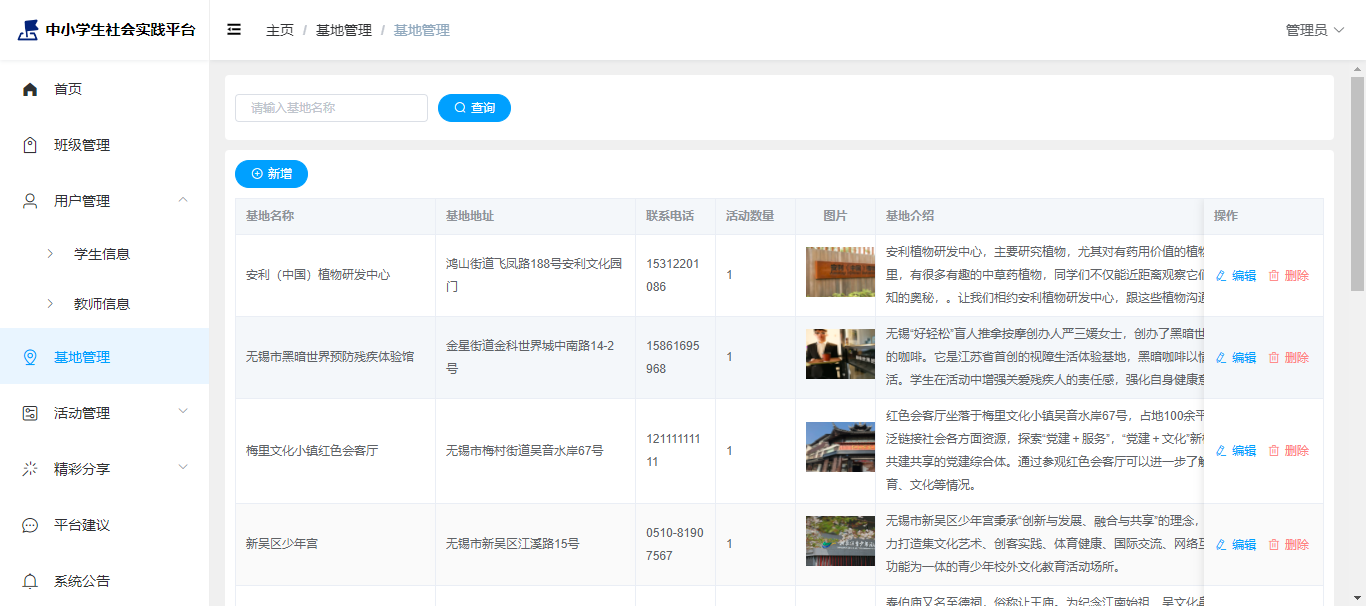 中小学生社会实践平台
主页 / 基地管理 / 基地管理
管理员
首页
班级管理
用户管理
学生信息
教师信息
基地管理
活动管理
精彩分享
平台建议
系统公告
请输入基地名称
查询
新增
基地名称 基地地址 联系电话 活动数量 图片 基地介绍 操作
安利（中国）植物研发中心
鸿山街道飞凤路188号安利文化园
门
15312201
086
1
安利植物研发中心，主要研究植物，尤其对有药用价值的植物
里，有很多有趣的中草药植物，同学们不仅能近距离观察它们
知的奥秘，。让我们相约安利植物研发中心，跟这些植物沟通
编辑 删除
无锡市黑暗世界预防残疾体验馆
金星街道金科世界城中南路14-2
号
15861695
968
1
无锡“好轻松”盲人推拿按摩创办人严三媛女士，创办了黑暗世
的咖啡。它是江苏省首创的视障生活体验基地，黑暗咖啡以情
活。学生在活动中增强关爱残疾人的责任感，强化自身健康意
编辑 删除
梅里文化小镇红色会客厅
无锡市梅村街道吴音水岸67号
121111111
11
1
红色会客厅坐落于梅里文化小镇吴音水岸67号，占地100余平
泛链接社会各方面资源，探索“党建＋服务”，“党建＋文化”新
共建共享的党建综合体。通过参观红色会客厅可以进一步了解
育、文化等情况。
编辑 删除
新吴区少年宫
无锡市新吴区江溪路15号
0510-8190
7567
1
无锡市新吴区少年宫秉承“创新与发展、融合与共享”的理念，
力打造集文化艺术、创客实践、体育健康、国际交流、网络互
功能为一体的青少年校外文化教育活动场所。
编辑 删除
泰伯庙又名至德祠，俗称让王庙。为纪念江南始祖、吴文化